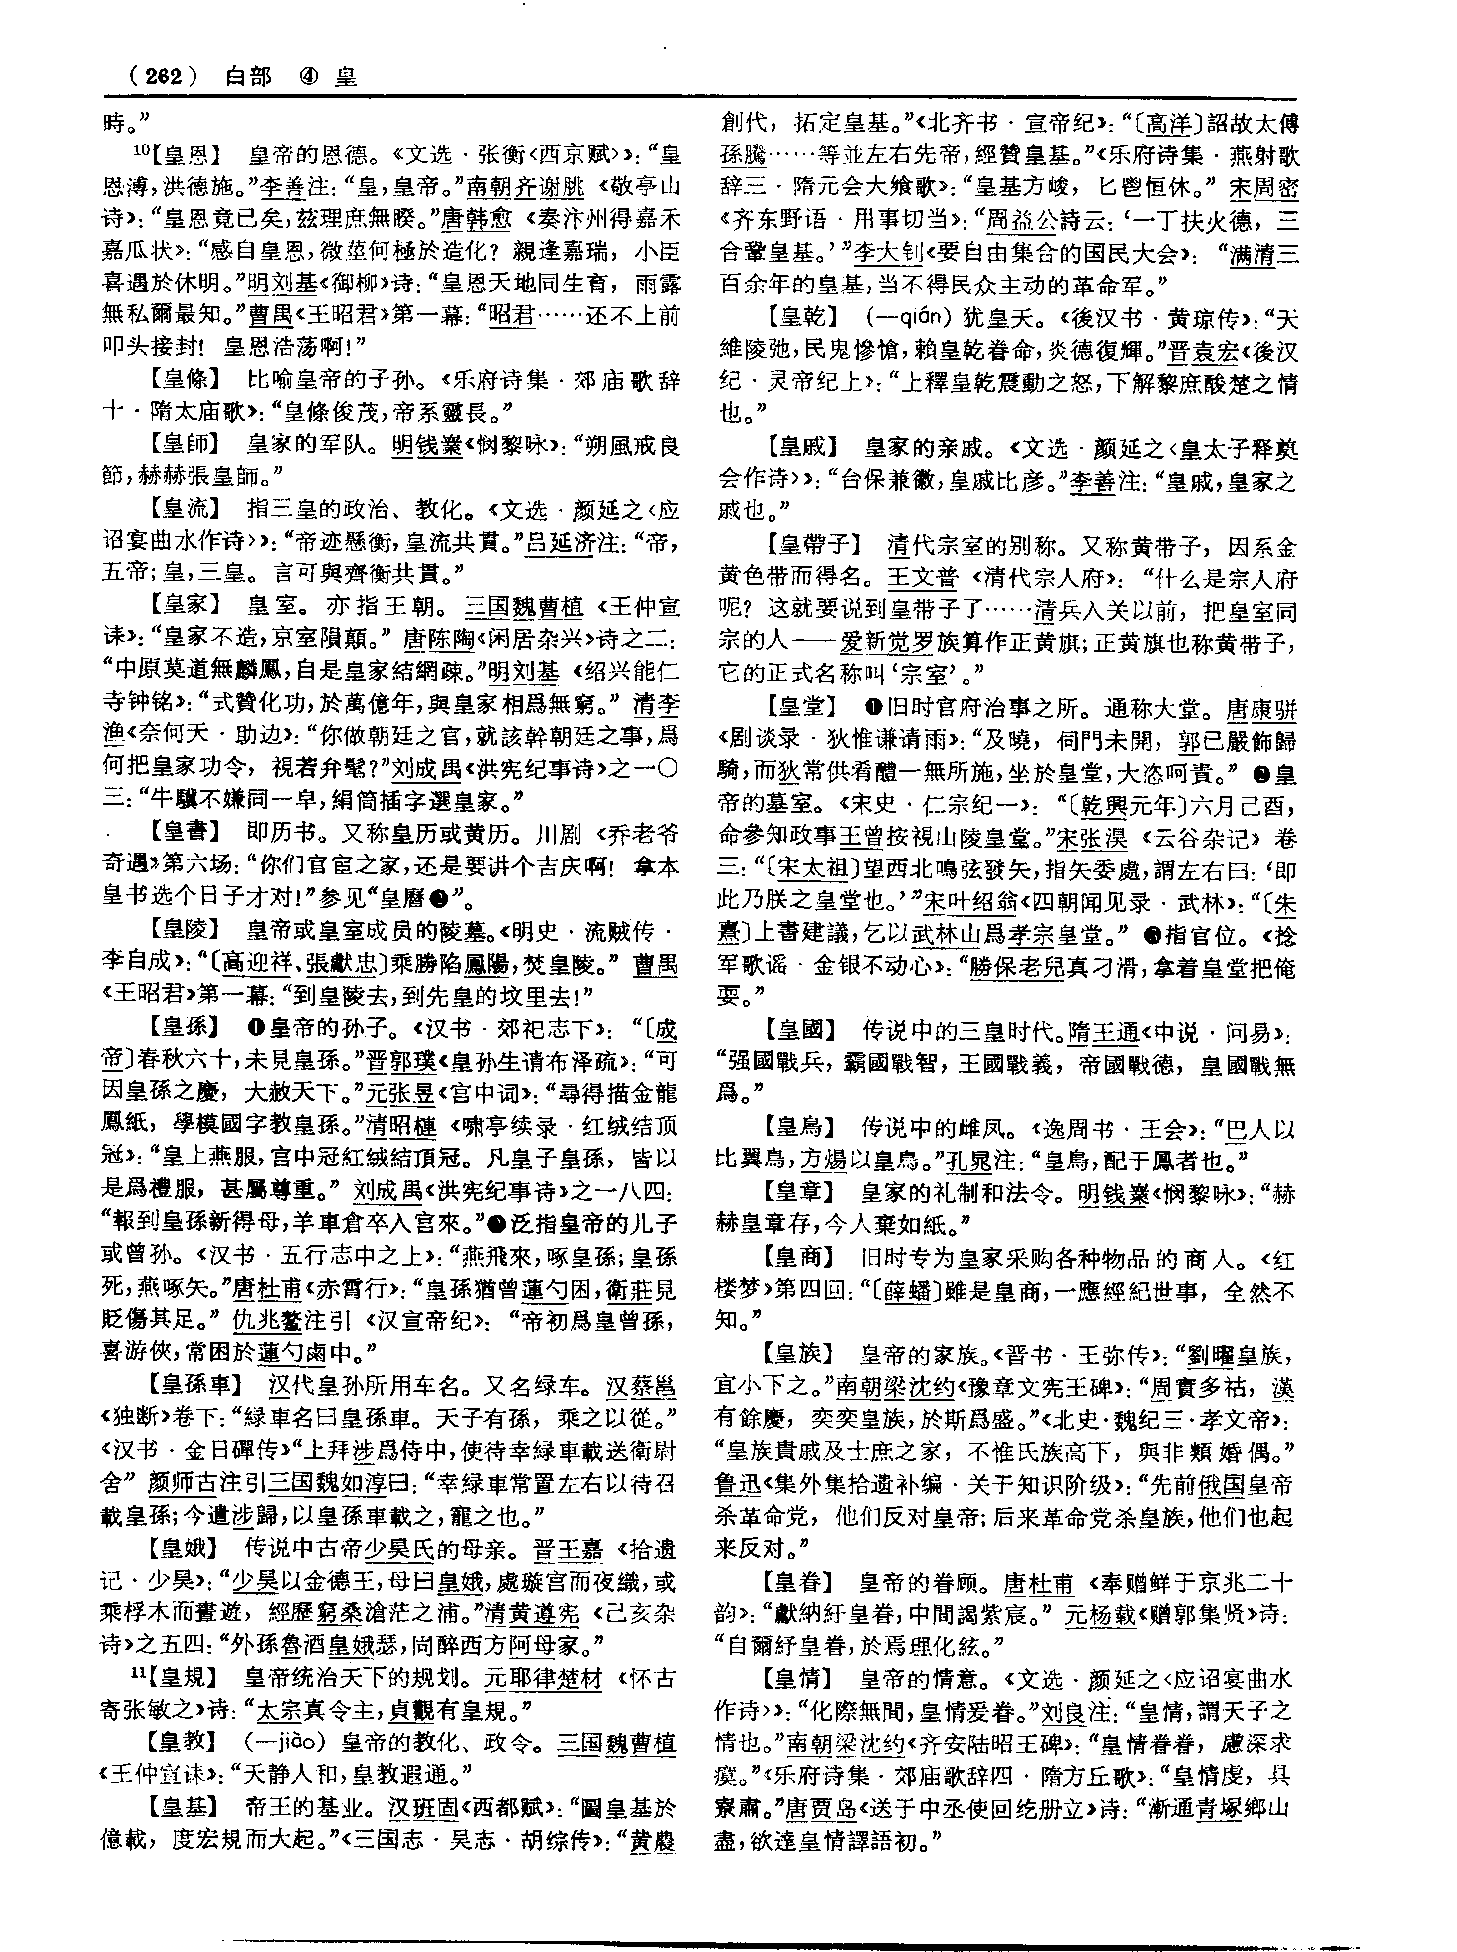 （262） 白部 ④ 皇
時。”
10【皇恩】 皇帝的恩德。《文选·张衡〈西京赋〉》：“皇
恩溥，洪德施。”李善注：“皇，皇帝。”南朝齐谢朓《敬亭山
诗》：“皇恩竟已矣，兹理庶無睽。”唐韩愈《奏汴州得嘉禾
嘉瓜状》：“感自皇恩，微莖何極於造化？親逢嘉瑞，小臣
喜遇於休明。”明刘基《御柳》诗：“皇恩天地同生育，雨露
無私爾最知。”曹禺《王昭君》第一幕：“昭君……还不上前
叩头接封！皇恩浩荡啊！”
【皇條】 比喻皇帝的子孙。《乐府诗集·郊庙歌辞
十·隋太庙歌》：“皇條俊茂，帝系靈長。”
【皇師】 皇家的军队。明钱㯋《悯黎咏》：“朔風戒良
節，赫赫張皇師。”
【皇流】 指三皇的政治、教化。《文选·颜延之〈应
诏宴曲水作诗〉》：“帝迹懸衡，皇流共貫。”吕延济注：“帝，
五帝；皇，三皇。言可與齊衡共貫。”
【皇家】 皇室。亦指王朝。三国魏曹植《王仲宣
诔》：“皇家不造，京室隕顛。”唐陈陶《闲居杂兴》诗之二：
“中原莫道無麟鳳，自是皇家結網疎。”明刘基《绍兴能仁
寺钟铭》：“式贊化功，於萬億年，與皇家相爲無窮。”清李
渔《奈何天·助边》：“你做朝廷之官，就該幹朝廷之事，爲
何把皇家功令，視若弁髦？”刘成禺《洪宪纪事诗》之一〇
三：“牛驥不嫌同一皁，絹筒插字選皇家。”
【皇書】 即历书。又称皇历或黄历。川剧《乔老爷
奇遇》第六场：“你们官宦之家，还是要讲个吉庆啊！拿本
皇书选个日子才对！”参见“皇曆❷”。
【皇陵】 皇帝或皇室成员的陵墓。《明史·流贼传·
李自成》：“〔高迎祥、張獻忠〕乘勝陷鳳陽，焚皇陵。”曹禺
《王昭君》第一幕：“到皇陵去，到先皇的坟里去！”
【皇孫】 ❶皇帝的孙子。《汉书·郊祀志下》：“〔成
帝〕春秋六十，未見皇孫。”晋郭璞《皇孙生请布泽疏》：“可
因皇孫之慶，大赦天下。”元张昱《宫中词》：“尋得描金龍
鳳紙，學模國字教皇孫。”清昭槤《啸亭续录·红绒结顶
冠》：“皇上燕服，宫中冠紅絨結頂冠。凡皇子皇孫，皆以
是爲禮服，甚屬尊重。”刘成禺《洪宪纪事诗》之一八四：
“報到皇孫新得母，羊車倉卒入宫來。”❷泛指皇帝的儿子
或曾孙。《汉书·五行志中之上》：“燕飛來，啄皇孫；皇孫
死，燕啄矢。”唐杜甫《赤霄行》：“皇孫猶曾蓮勺困，衛莊見
貶傷其足。”仇兆鳌注引《汉宣帝纪》：“帝初爲皇曾孫，
喜游俠，常困於蓮勺鹵中。”
【皇孫車】 汉代皇孙所用车名。又名绿车。汉蔡邕
《独断》卷下：“緑車名曰皇孫車。天子有孫，乘之以從。”
《汉书·金日磾传》“上拜涉爲侍中，使待幸緑車載送衛尉
舍”颜师古注引三国魏如淳曰：“幸緑車常置左右以待召
載皇孫；今遣涉歸，以皇孫車載之，寵之也。”
【皇娥】 传说中古帝少昊氏的母亲。晋王嘉《拾遗
记·少昊》：“少昊以金德王，母曰皇娥，處璇宫而夜織，或
乘桴木而晝遊，經歷窮桑滄茫之浦。”清黄遵宪《己亥杂
诗》之五四：“外孫魯酒皇娥瑟，尚醉西方阿母家。”
11【皇規】 皇帝统治天下的规划。元耶律楚材《怀古
寄张敏之》诗：“太宗真令主，貞觀有皇規。”
【皇教】 （—jiào）皇帝的教化、政令。三国魏曹植
《王仲宣诔》：“天静人和，皇教遐通。”
【皇基】 帝王的基业。汉班固《西都赋》：“圖皇基於
億載，度宏規而大起。”《三国志·吴志·胡综传》：“黄農
創代，拓定皇基。”《北齐书·宣帝纪》：“〔高洋〕詔故太傅
孫騰……等並左右先帝，經贊皇基。”《乐府诗集·燕射歌
辞三·隋元会大飨歌》：“皇基方峻，匕鬯恒休。”宋周密
《齐东野语·用事切当》：“周益公詩云：‘一丁扶火德，三
合鞏皇基。’”李大钊《要自由集合的国民大会》：“满清三
百余年的皇基，当不得民众主动的革命军。”
【皇乾】 （—qián）犹皇天。《後汉书·黄琼传》：“天
維陵弛，民鬼慘愴，賴皇乾眷命，炎德復輝。”晋袁宏《後汉
纪·灵帝纪上》：“上釋皇乾震動之怒，下解黎庶酸楚之情
也。”
【皇戚】 皇家的亲戚。《文选·颜延之〈皇太子释奠
会作诗〉》：“台保兼徽，皇戚比彦。”李善注：“皇戚，皇家之
戚也。”
【皇帶子】 清代宗室的别称。又称黄带子，因系金
黄色带而得名。王文普《清代宗人府》：“什么是宗人府
呢？这就要说到皇带子了……清兵入关以前，把皇室同
宗的人——爱新觉罗族算作正黄旗；正黄旗也称黄带子，
它的正式名称叫‘宗室’。”
【皇堂】 ❶旧时官府治事之所。通称大堂。唐康骈
《剧谈录·狄惟谦请雨》：“及曉，伺門未開，郭已嚴飾歸
騎，而狄常供肴醴一無所施，坐於皇堂，大恣呵責。”❷皇
帝的墓室。《宋史·仁宗纪一》：“〔乾興元年〕六月己酉，
命參知政事王曾按視山陵皇堂。”宋张淏《云谷杂记》卷
三：“〔宋太祖〕望西北鳴弦發矢，指矢委處，謂左右曰：‘即
此乃朕之皇堂也。’”宋叶绍翁《四朝闻见录·武林》：“〔朱
熹〕上書建議，乞以武林山爲孝宗皇堂。”❸指官位。《捻
军歌谣·金银不动心》：“勝保老兒真刁滑，拿着皇堂把俺
耍。”
【皇國】 传说中的三皇时代。隋王通《中说·问易》：
“强國戰兵，霸國戰智，王國戰義，帝國戰德，皇國戰無
爲。”
【皇鳥】 传说中的雌凤。《逸周书·王会》：“巴人以
比翼鳥，方煬以皇鳥。”孔晁注：“皇鳥，配于鳳者也。”
【皇章】 皇家的礼制和法令。明钱㯋《悯黎咏》：“赫
赫皇章存，今人棄如紙。”
【皇商】 旧时专为皇家采购各种物品的商人。《红
楼梦》第四回：“〔薛蟠〕雖是皇商，一應經紀世事，全然不
知。”
【皇族】 皇帝的家族。《晋书·王弥传》：“劉曜皇族，
宜小下之。”南朝梁沈约《豫章文宪王碑》：“周實多祜，漢
有餘慶，奕奕皇族，於斯爲盛。”《北史·魏纪三·孝文帝》：
“皇族貴戚及士庶之家，不惟氏族高下，與非類婚偶。”
鲁迅《集外集拾遗补编·关于知识阶级》：“先前俄国皇帝
杀革命党，他们反对皇帝；后来革命党杀皇族，他们也起
来反对。”
【皇眷】 皇帝的眷顾。唐杜甫《奉赠鲜于京兆二十
韵》：“獻納紆皇眷，中間謁紫宸。”元杨载《赠郭集贤》诗：
“自爾紆皇眷，於焉理化絃。”
【皇情】 皇帝的情意。《文选·颜延之〈应诏宴曲水
作诗〉》：“化際無間，皇情爰眷。”刘良注：“皇情，謂天子之
情也。”南朝梁沈约《齐安陆昭王碑》：“皇情眷眷，慮深求
瘼。”《乐府诗集·郊庙歌辞四·隋方丘歌》：“皇情虔，具
寮肅。”唐贾岛《送于中丞使回纥册立》诗：“漸通青塚鄉山
盡，欲達皇情譯語初。”